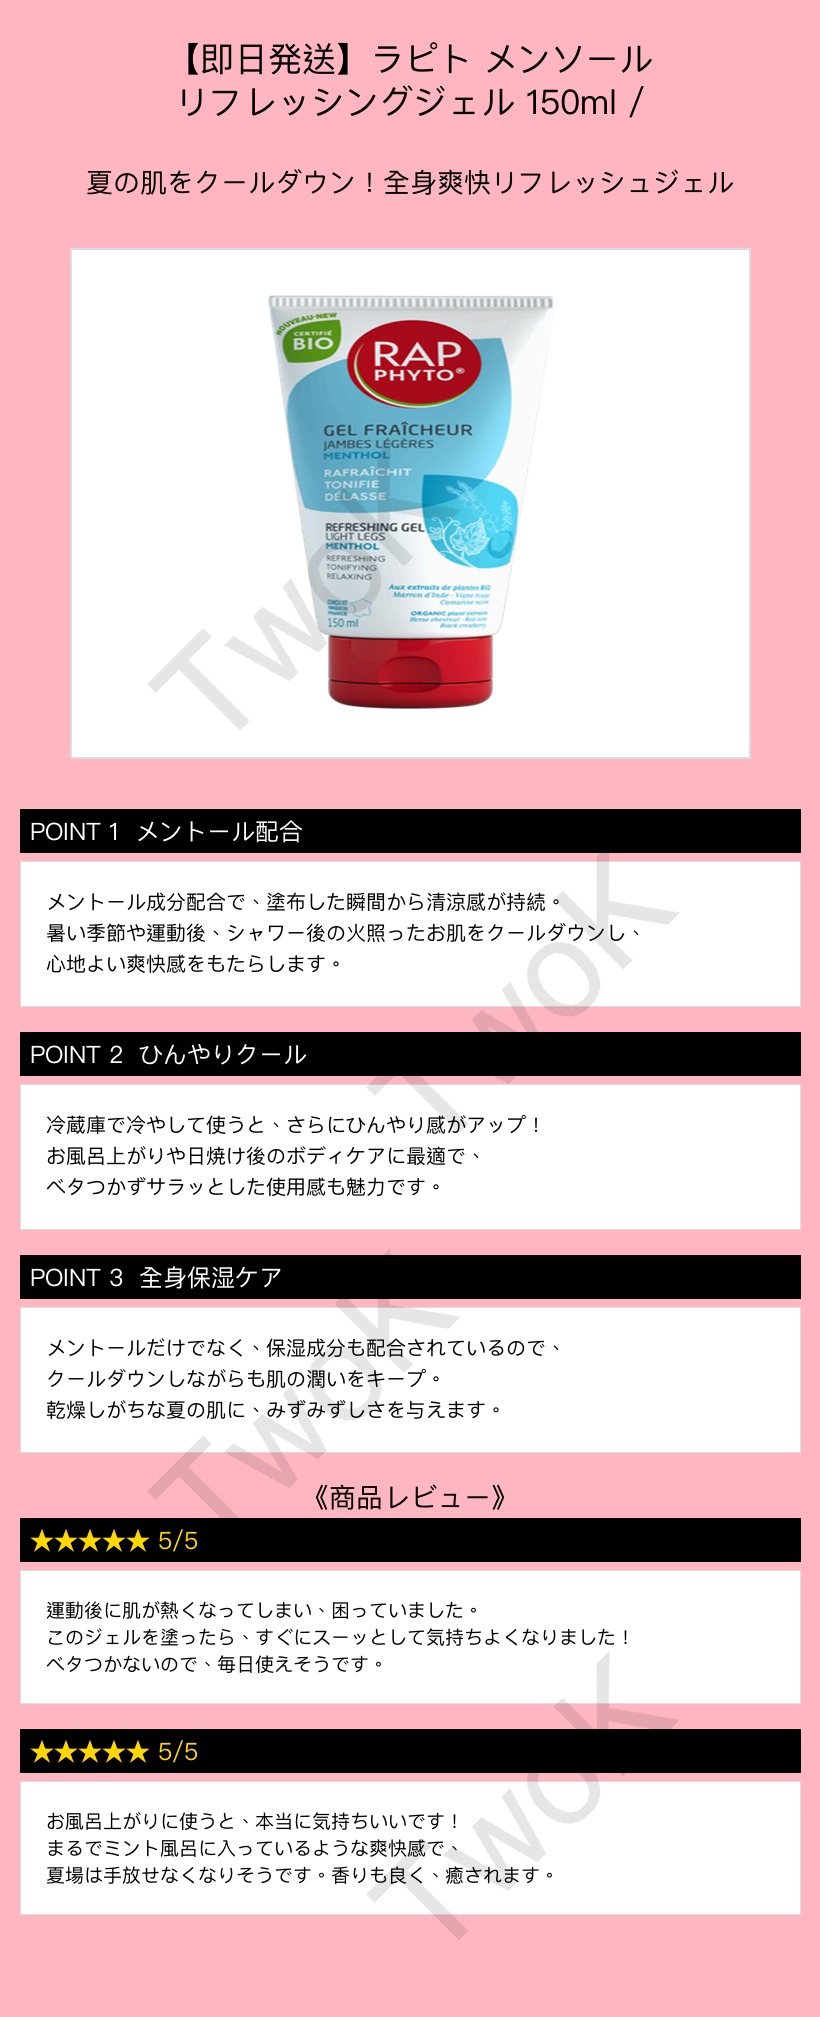 【即日発送】ラピト メンソール
リフレッシングジェル 150ml /
夏の肌をクールダウン！全身爽快リフレッシュジェル
NOUVEAU-NEW
CERTIFIÉ
BIO
RAP
PHYTO®
GEL FRAÎCHEUR
JAMBES LÉGÈRES
MENTHOL
RAFRAÎCHIT
TONIFIE
DÉLASSE
REFRESHING GEL
LIGHT LEGS
MENTHOL
REFRESHING
TONIFYING
RELAXING
Aux extraits de plantes BIO
Marron d'Inde - Vigne rouge
Camarine noire
ORGANIC plant extracts
Horse chestnut - Red vine
Black crowberry
150 ml
Twok
POINT 1 メントール配合
メントール成分配合で、塗布した瞬間から清涼感が持続。
暑い季節や運動後、シャワー後の火照ったお肌をクールダウンし、
心地よい爽快感をもたらします。
Twok
POINT 2 ひんやりクール
冷蔵庫で冷やして使うと、さらにひんやり感がアップ！
お風呂上がりや日焼け後のボディケアに最適で、
ベタつかずサラッとした使用感も魅力です。
POINT 3 全身保湿ケア
メントールだけでなく、保湿成分も配合されているので、
クールダウンしながらも肌の潤いをキープ。
乾燥しがちな夏の肌に、みずみずしさを与えます。
Twok
《商品レビュー》
★★★★★ 5/5
運動後に肌が熱くなってしまい、困っていました。
このジェルを塗ったら、すぐにスーッとして気持ちよくなりました！
ベタつかないので、毎日使えそうです。
★★★★★ 5/5
お風呂上がりに使うと、本当に気持ちいいです！
まるでミント風呂に入っているような爽快感で、
夏場は手放せなくなりそうです。香りも良く、癒されます。
Twok